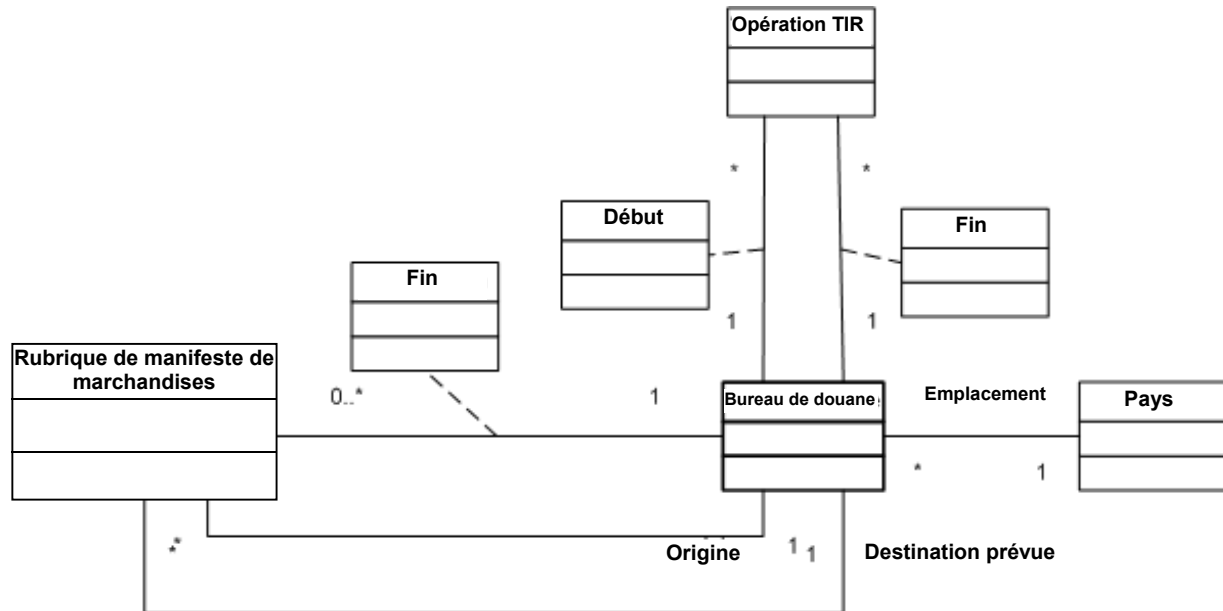 Opération TIR
* *
Début
Fin
Fin
1 1
Rubrique de manifeste de
marchandises
0..* 1
Bureau de douane
Emplacement
Pays
* 1
* *
Origine
1 1
Destination prévue